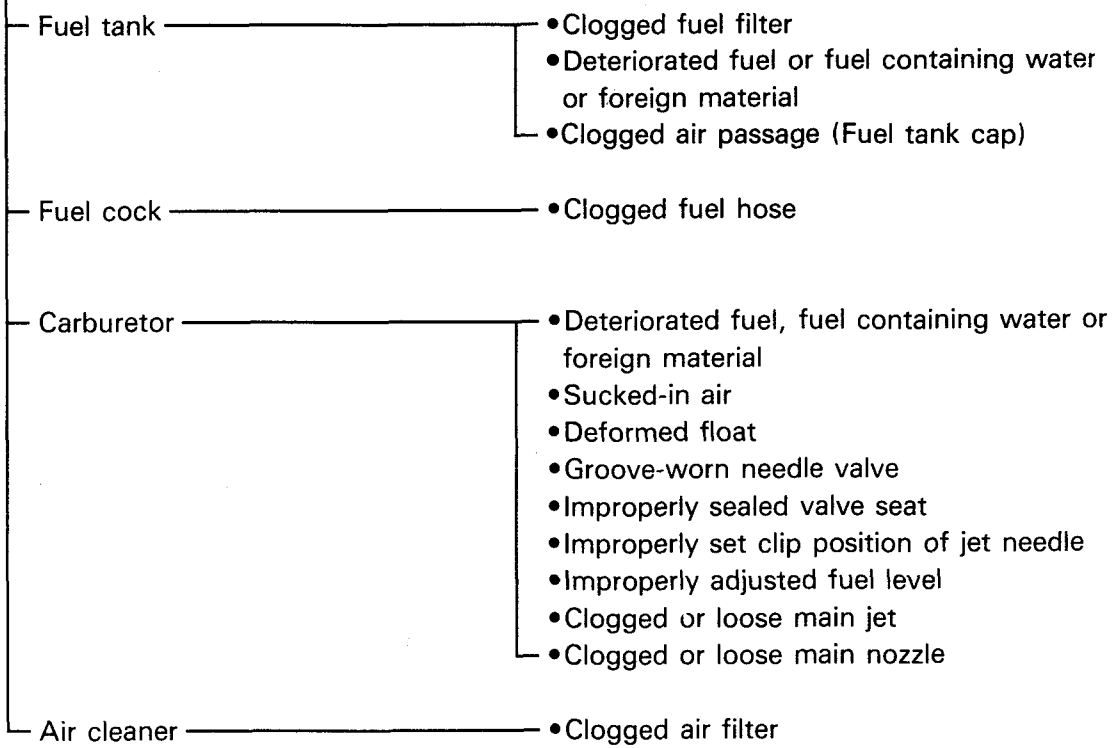 Fuel tank
•Clogged fuel filter
•Deteriorated fuel or fuel containing water
or foreign material
•Clogged air passage (Fuel tank cap)
Fuel cock
•Clogged fuel hose
Carburetor
•Deteriorated fuel, fuel containing water or
foreign material
•Sucked-in air
•Deformed float
•Groove-worn needle valve
•Improperly sealed valve seat
•Improperly set clip position of jet needle
•Improperly adjusted fuel level
•Clogged or loose main jet
•Clogged or loose main nozzle
Air cleaner
•Clogged air filter